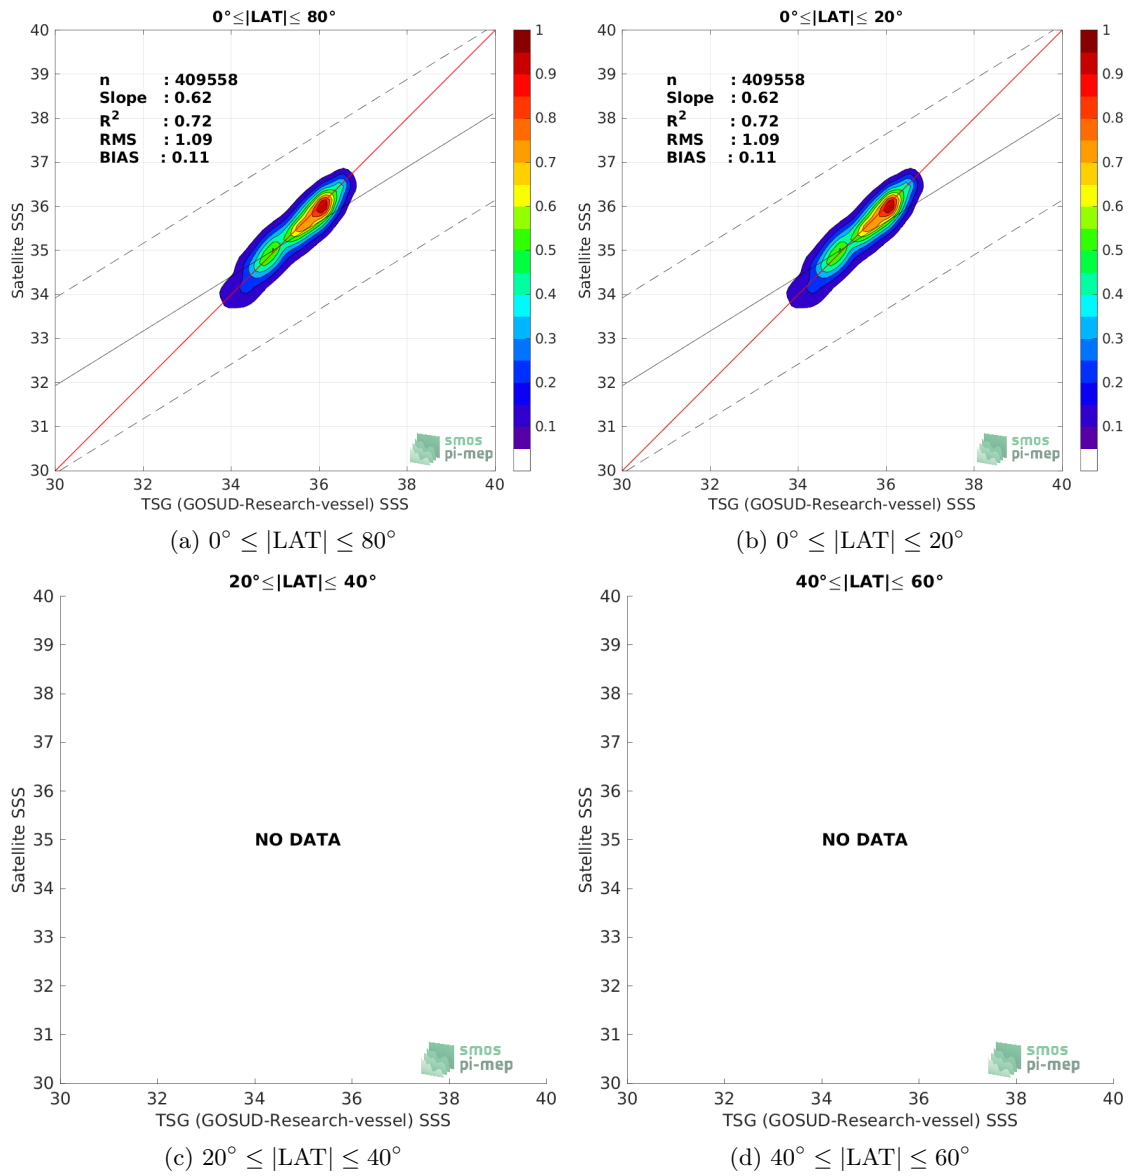 0°≤|LAT|≤ 80°
40
39
38
37
36
35
34
33
32
31
30
n : 409558
Slope : 0.62
R2 : 0.72
RMS : 1.09
BIAS : 0.11
Satellite SSS
30 32 34 36 38 40
TSG (GOSUD-Research-vessel) SSS
smos
pi-mep
1
0.9
0.8
0.7
0.6
0.5
0.4
0.3
0.2
0.1
(a) 0° ≤ |LAT| ≤ 80°
0°≤|LAT|≤ 20°
40
39
38
37
36
35
34
33
32
31
30
n : 409558
Slope : 0.62
R2 : 0.72
RMS : 1.09
BIAS : 0.11
Satellite SSS
30 32 34 36 38 40
TSG (GOSUD-Research-vessel) SSS
smos
pi-mep
1
0.9
0.8
0.7
0.6
0.5
0.4
0.3
0.2
0.1
(b) 0° ≤ |LAT| ≤ 20°
20°≤|LAT|≤ 40°
40
39
38
37
36
35
34
33
32
31
30
Satellite SSS
NO DATA
smos
pi-mep
30 32 34 36 38 40
TSG (GOSUD-Research-vessel) SSS
(c) 20° ≤ |LAT| ≤ 40°
40°≤|LAT|≤ 60°
40
39
38
37
36
35
34
33
32
31
30
Satellite SSS
NO DATA
smos
pi-mep
30 32 34 36 38 40
TSG (GOSUD-Research-vessel) SSS
(d) 40° ≤ |LAT| ≤ 60°